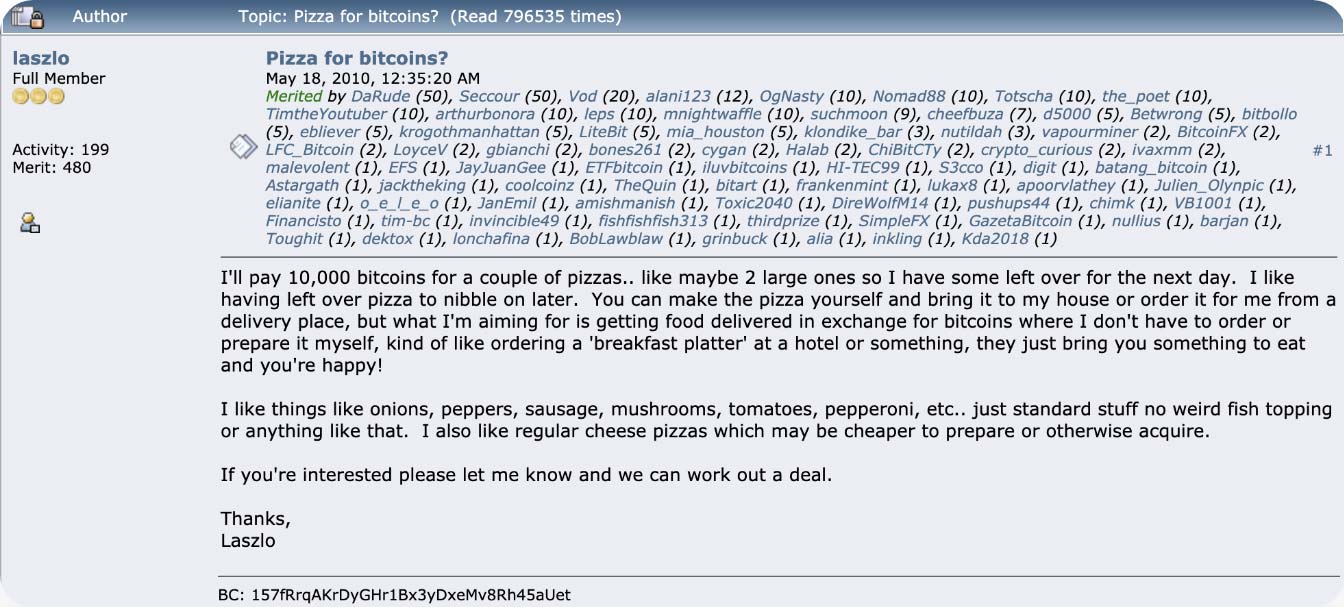 Author Topic: Pizza for bitcoins? (Read 796535 times)
laszlo
Full Member
Activity: 199
Merit: 480
Pizza for bitcoins?
May 18, 2010, 12:35:20 AM
Merited by DaRude (50), Seccour (50), Vod (20), alani123 (12), OgNasty (10), Nomad88 (10), Totscha (10), the_poet (10),
TimtheYoutuber (10), arthurbonora (10), leps (10), mnightwaffle (10), suchmoon (9), cheefbuza (7), d5000 (5), Betwrong (5), bitbollo
(5), ebliever (5), krogothmanhattan (5), LiteBit (5), mia_houston (5), klondike_bar (3), nutildah (3), vapourminer (2), BitcoinFX (2),
LFC_Bitcoin (2), LoyceV (2), gbianchi (2), bones261 (2), cygan (2), Halab (2), ChiBitCTy (2), crypto_curious (2), ivaxmm (2),
malevolent (1), EFS (1), JayJuanGee (1), ETFbitcoin (1), iluvbitcoins (1), HI-TEC99 (1), S3cco (1), digit (1), batang_bitcoin (1),
Astargath (1), jacktheking (1), coolcoinz (1), TheQuin (1), bitart (1), frankenmint (1), lukax8 (1), apoorvlathey (1), Julien_Olynpic (1),
elianite (1), o_e_l_e_o (1), JanEmil (1), amishmanish (1), Toxic2040 (1), DireWolfM14 (1), pushups44 (1), chimk (1), VB1001 (1),
Financisto (1), tim-bc (1), invincible49 (1), fishfishfish313 (1), thirdprize (1), SimpleFX (1), GazetaBitcoin (1), nullius (1), barjan (1),
Toughit (1), dektox (1), lonchafina (1), BobLawblaw (1), grinbuck (1), alia (1), inkling (1), Kda2018 (1)
#1
I'll pay 10,000 bitcoins for a couple of pizzas.. like maybe 2 large ones so I have some left over for the next day. I like
having left over pizza to nibble on later. You can make the pizza yourself and bring it to my house or order it for me from a
delivery place, but what I'm aiming for is getting food delivered in exchange for bitcoins where I don't have to order or
prepare it myself, kind of like ordering a 'breakfast platter' at a hotel or something, they just bring you something to eat
and you're happy!
I like things like onions, peppers, sausage, mushrooms, tomatoes, pepperoni, etc.. just standard stuff no weird fish topping
or anything like that. I also like regular cheese pizzas which may be cheaper to prepare or otherwise acquire.
If you're interested please let me know and we can work out a deal.
Thanks,
Laszlo
BC: 157fRrqAKrDyGHr1Bx3yDxeMv8Rh45aUet